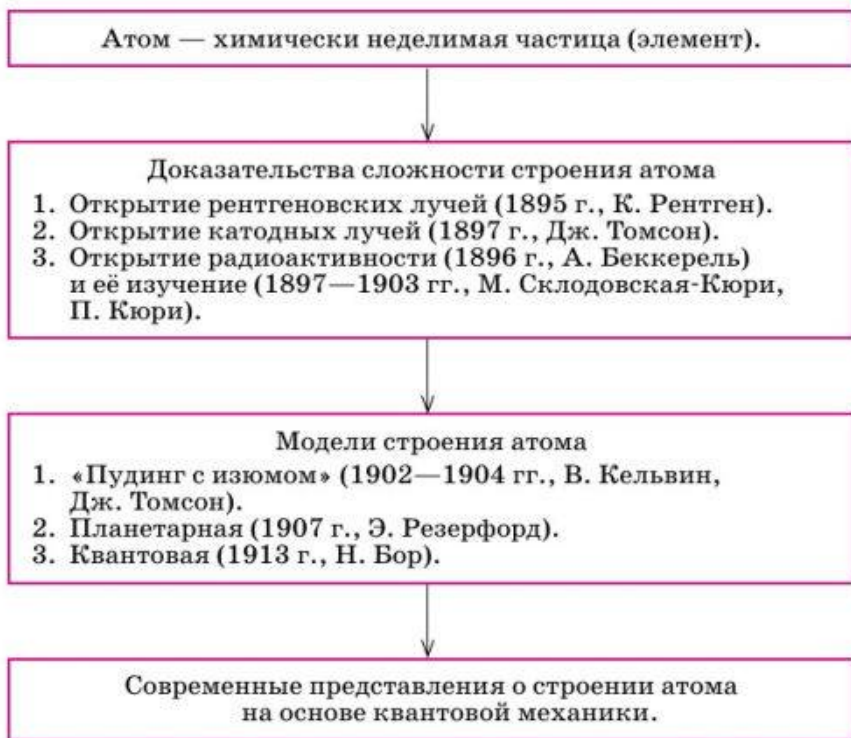 Атом — химически неделимая частица (элемент).
Доказательства сложности строения атома
1. Открытие рентгеновских лучей (1895 г., К. Рентген).
2. Открытие катодных лучей (1897 г., Дж. Томсон).
3. Открытие радиоактивности (1896 г., А. Беккерель)
и её изучение (1897—1903 гг., М. Склодовская-Кюри,
П. Кюри).
Модели строения атома
1. «Пудинг с изюмом» (1902—1904 гг., В. Кельвин,
Дж. Томсон).
2. Планетарная (1907 г., Э. Резерфорд).
3. Квантовая (1913 г., Н. Бор).
Современные представления о строении атома
на основе квантовой механики.